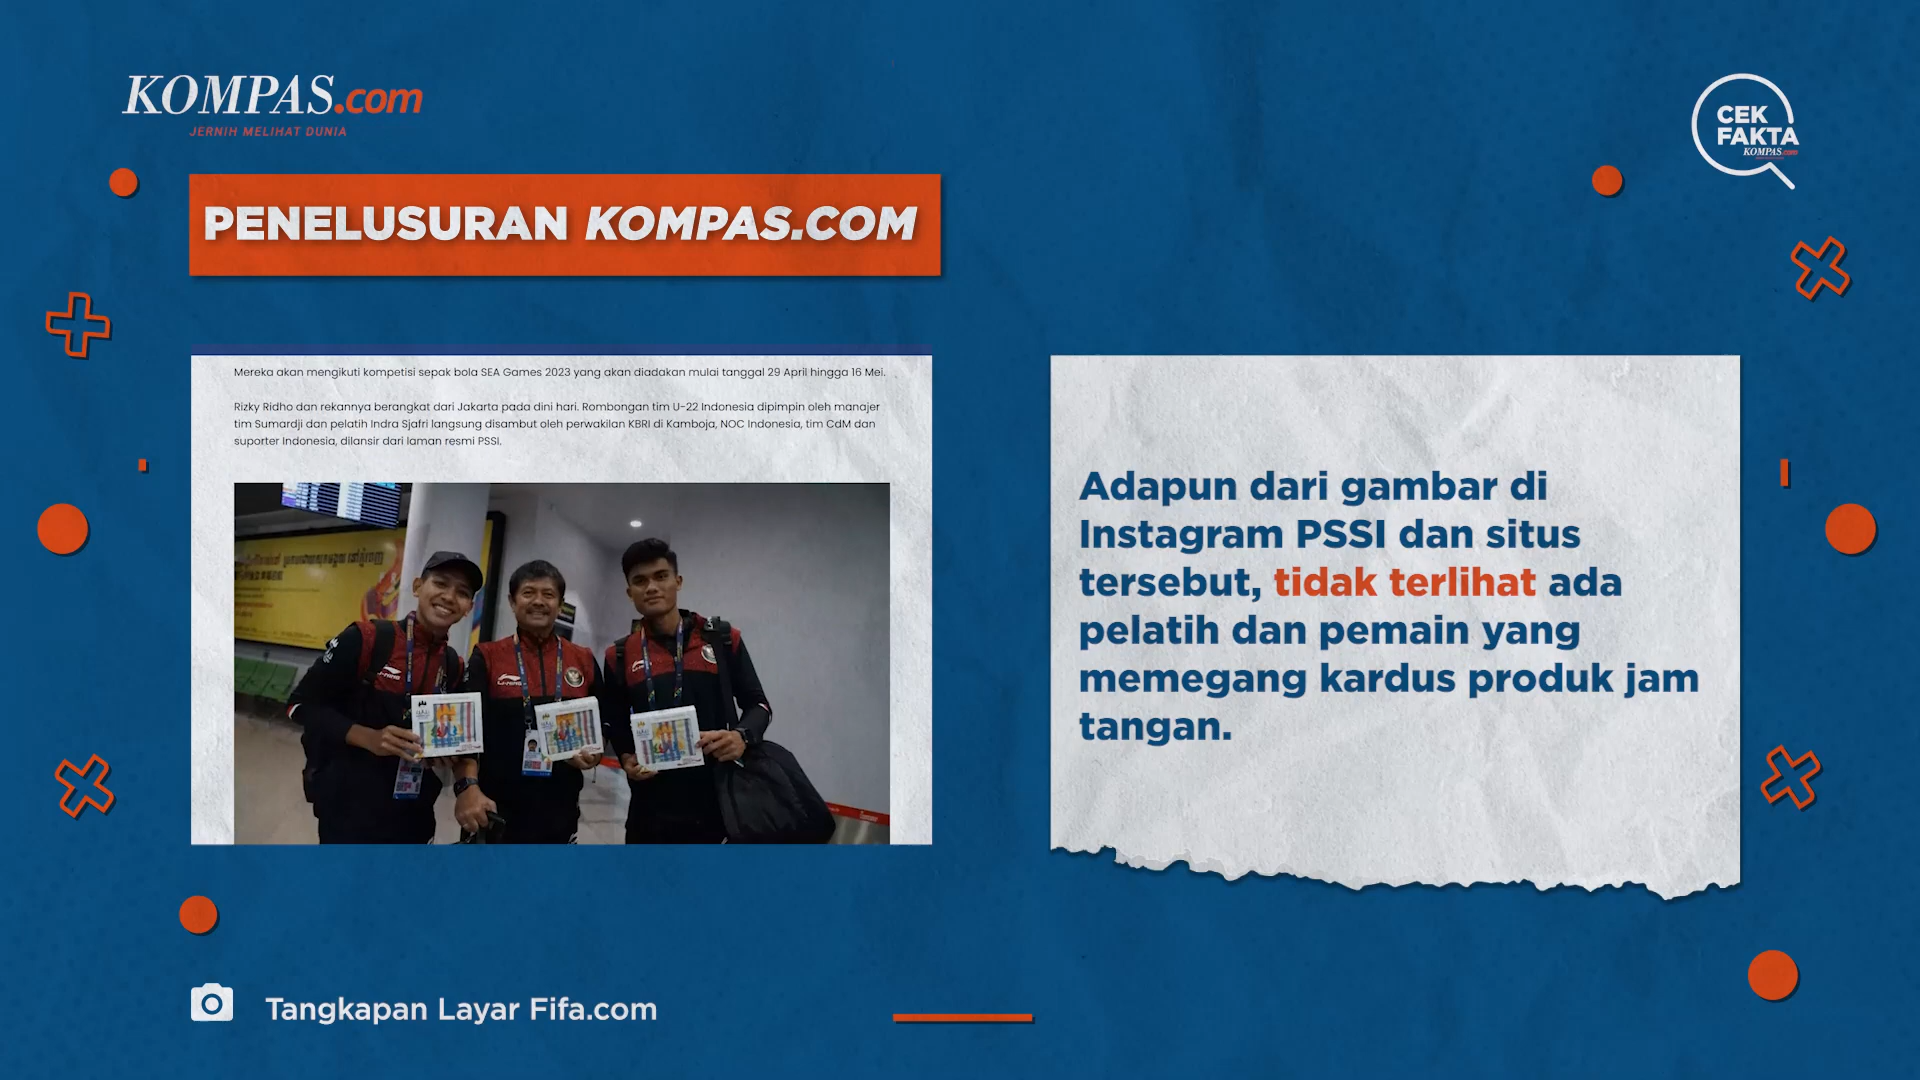 KOMPAS.com
JERNIH MELIHAT DUNIA
CEK
FAKTA
KOMPAS.com
PENELUSURAN KOMPAS.COM
Mereka akan mengikuti kompetisi sepak bola SEA Games 2023 yang akan diadakan mulai tanggal 29 April hingga 16 Mei.
Rizky Ridho dan rekannya berangkat dari Jakarta pada dini hari. Rombongan tim U-22 Indonesia dipimpin oleh manajer
tim Sumardji dan pelatih Indra Sjafri langsung disambut oleh perwakilan KBRI di Kamboja, NOC Indonesia, tim CdM dan
suporter Indonesia, dilansir dari laman resmi PSSI.
Adapun dari gambar di
Instagram PSSI dan situs
tersebut, tidak terlihat ada
pelatih dan pemain yang
memegang kardus produk jam
tangan.
Tangkapan Layar Fifa.com